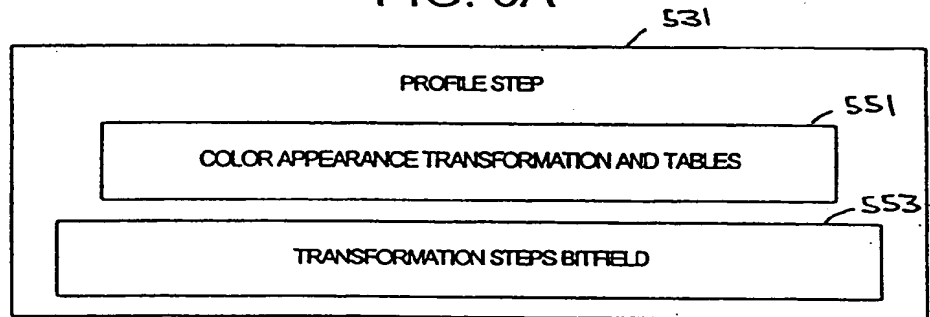 531
PROFILE STEP
551
COLOR APPEARANCE TRANSFORMATION AND TABLES
553
TRANSFORMATION STEPS BITFIELD